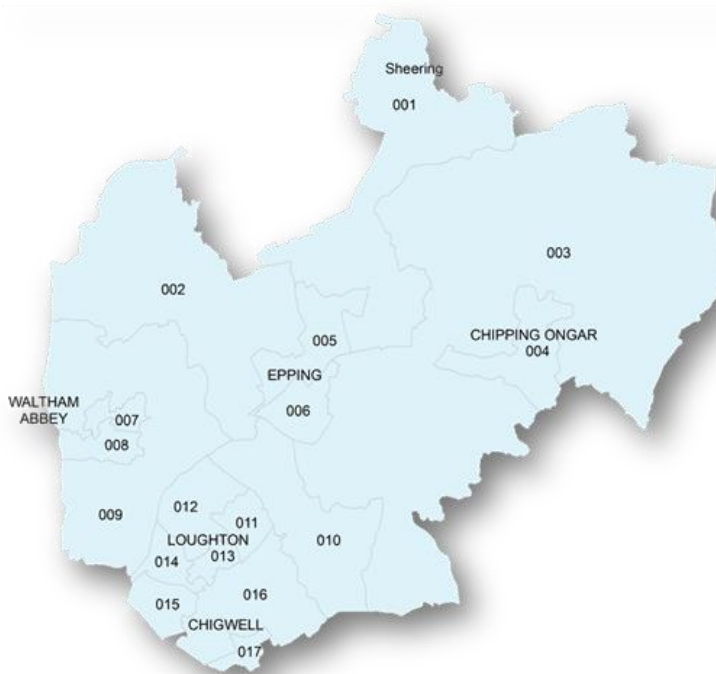 Sheering
001
003
002
CHIPPING ONGAR
004
005
EPPING
006
WALTHAM
ABBEY
007
008
009
012
011
LOUGHTON
013
010
014
015
016
CHIGWELL
017